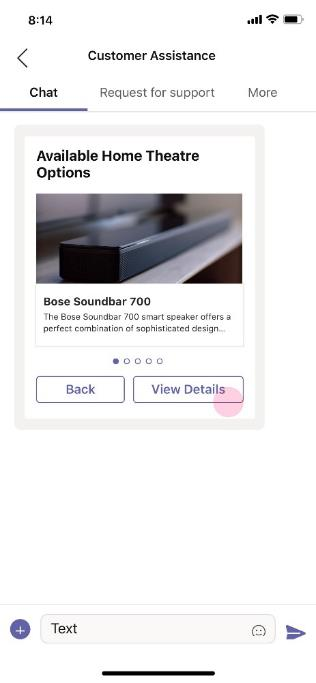 8:14
Customer Assistance
Chat Request for support More
Available Home Theatre
Options
Bose Soundbar 700
The Bose Soundbar 700 smart speaker offers a
perfect combination of sophisticated design...
Back View Details
Text